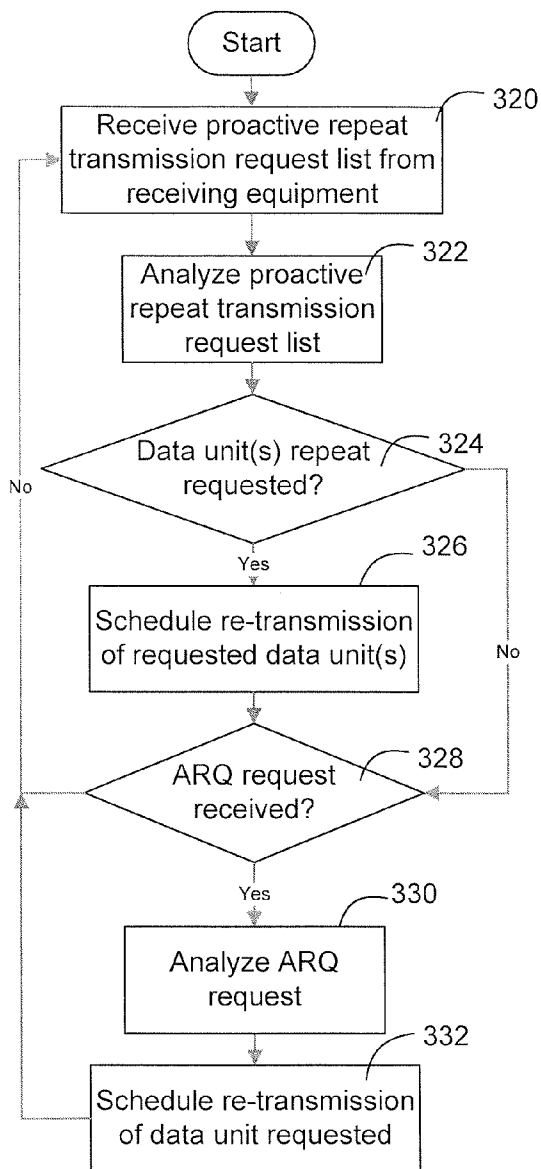 Start
320
Receive proactive repeat
transmission request list from
receiving equipment
322
Analyze proactive
repeat transmission
request list
324
Data unit(s) repeat
requested?
No
Yes
326
Schedule re-transmission
of requested data unit(s)
No
328
ARQ request
received?
Yes
330
Analyze ARQ
request
332
Schedule re-transmission
of data unit requested